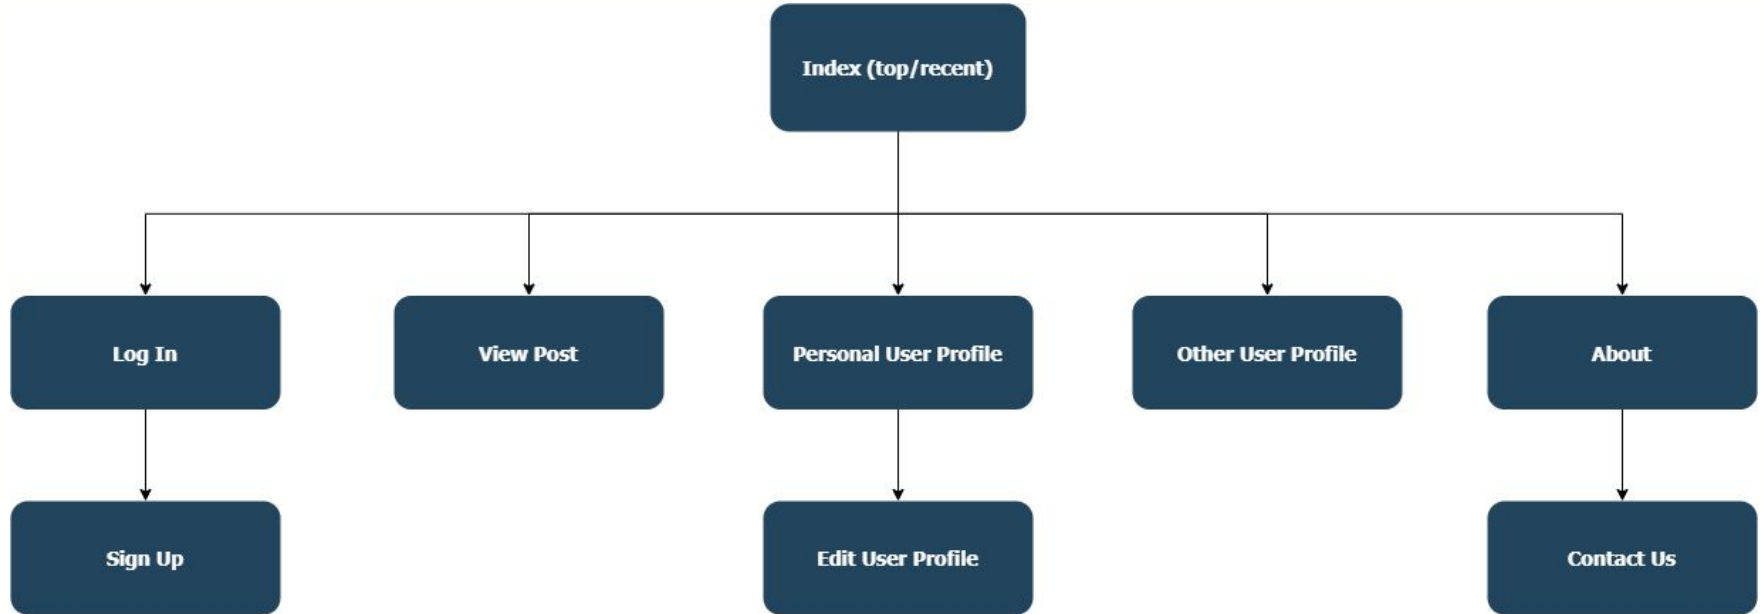 Index (top/recent)
Log In
View Post
Personal User Profile
Other User Profile
About
Sign Up
Edit User Profile
Contact Us